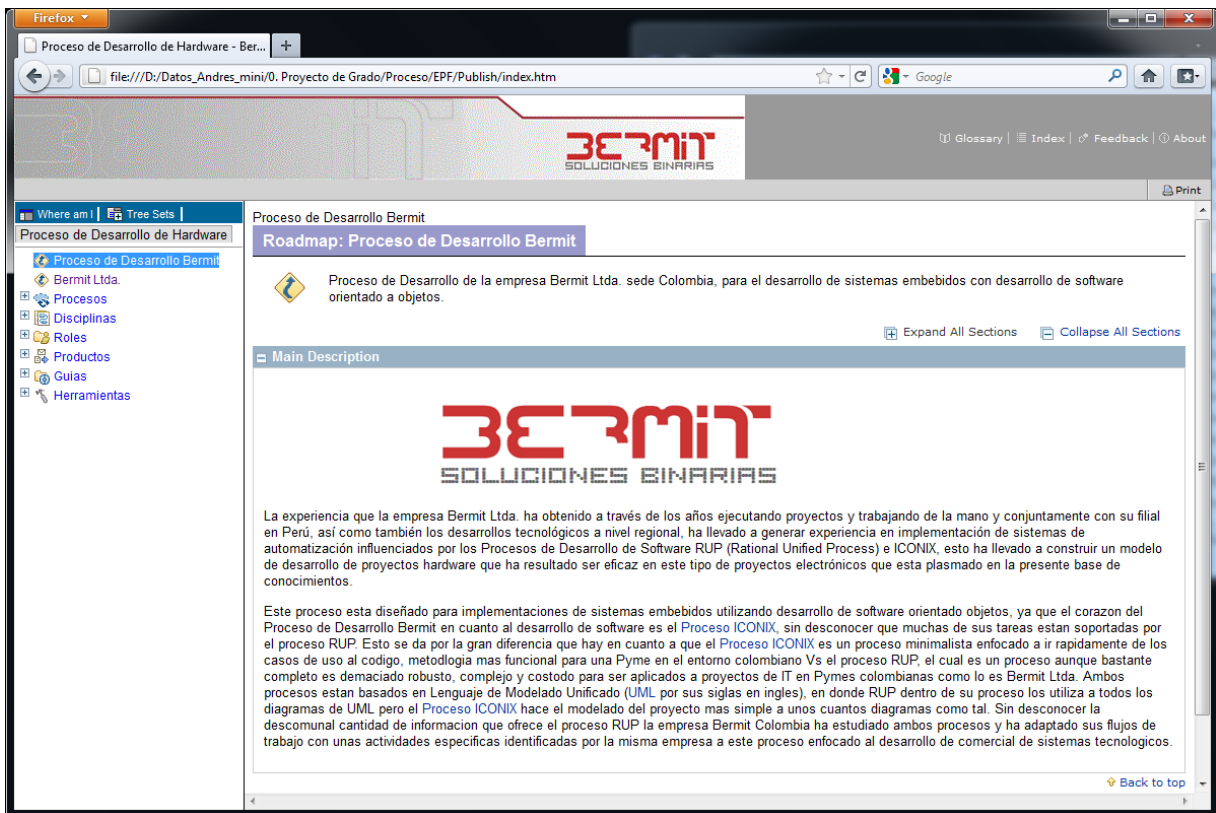 Firefox
Proceso de Desarrollo de Hardware - Ber...
file:///D:/Datos_Andres_mini/0. Proyecto de Grado/Proceso/EPF/Publish/index.htm
Google
BERMIT
SOLUCIONES BINARIAS
Glossary | Index | Feedback | About
Print
Where am I | Tree Sets |
Proceso de Desarrollo de Hardware
Proceso de Desarrollo Bermit
Bermit Ltda.
Procesos
Disciplinas
Roles
Productos
Guias
Herramientas
Proceso de Desarrollo Bermit
Roadmap: Proceso de Desarrollo Bermit
Proceso de Desarrollo de la empresa Bermit Ltda. sede Colombia, para el desarrollo de sistemas embebidos con desarrollo de software
orientado a objetos.
Expand All Sections Collapse All Sections
Main Description
BERMIT
SOLUCIONES BINARIAS
La experiencia que la empresa Bermit Ltda. ha obtenido a través de los años ejecutando proyectos y trabajando de la mano y conjuntamente con su filial
en Perú, así como también los desarrollos tecnológicos a nivel regional, ha llevado a generar experiencia en implementación de sistemas de
automatización influenciados por los Procesos de Desarrollo de Software RUP (Rational Unified Process) e ICONIX, esto ha llevado a construir un modelo
de desarrollo de proyectos hardware que ha resultado ser eficaz en este tipo de proyectos electrónicos que esta plasmado en la presente base de
conocimientos.
Este proceso esta diseñado para implementaciones de sistemas embebidos utilizando desarrollo de software orientado objetos, ya que el corazon del
Proceso de Desarrollo Bermit en cuanto al desarrollo de software es el Proceso ICONIX, sin desconocer que muchas de sus tareas estan soportadas por
el proceso RUP. Esto se da por la gran diferencia que hay en cuanto a que el Proceso ICONIX es un proceso minimalista enfocado a ir rapidamente de los
casos de uso al codigo, metodlogia mas funcional para una Pyme en el entorno colombiano Vs el proceso RUP, el cual es un proceso aunque bastante
completo es demaciado robusto, complejo y costodo para ser aplicados a proyectos de IT en Pymes colombianas como lo es Bermit Ltda. Ambos
procesos estan basados en Lenguaje de Modelado Unificado (UML por sus siglas en ingles), en donde RUP dentro de su proceso los utiliza a todos los
diagramas de UML pero el Proceso ICONIX hace el modelado del proyecto mas simple a unos cuantos diagramas como tal. Sin desconocer la
descomunal cantidad de informacion que ofrece el proceso RUP la empresa Bermit Colombia ha estudiado ambos procesos y ha adaptado sus flujos de
trabajo con unas actividades especificas identificadas por la misma empresa a este proceso enfocado al desarrollo de comercial de sistemas tecnologicos.
Back to top